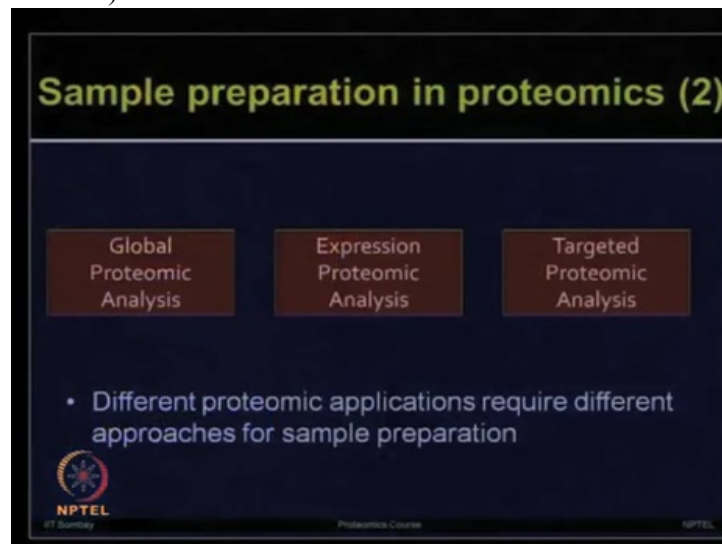 Sample preparation in proteomics (2)
Global
Proteomic
Analysis
Expression
Proteomic
Analysis
Targeted
Proteomic
Analysis
• Different proteomic applications require different
approaches for sample preparation
NPTEL
IIT Bombay
Proteomics Course
NPTEL